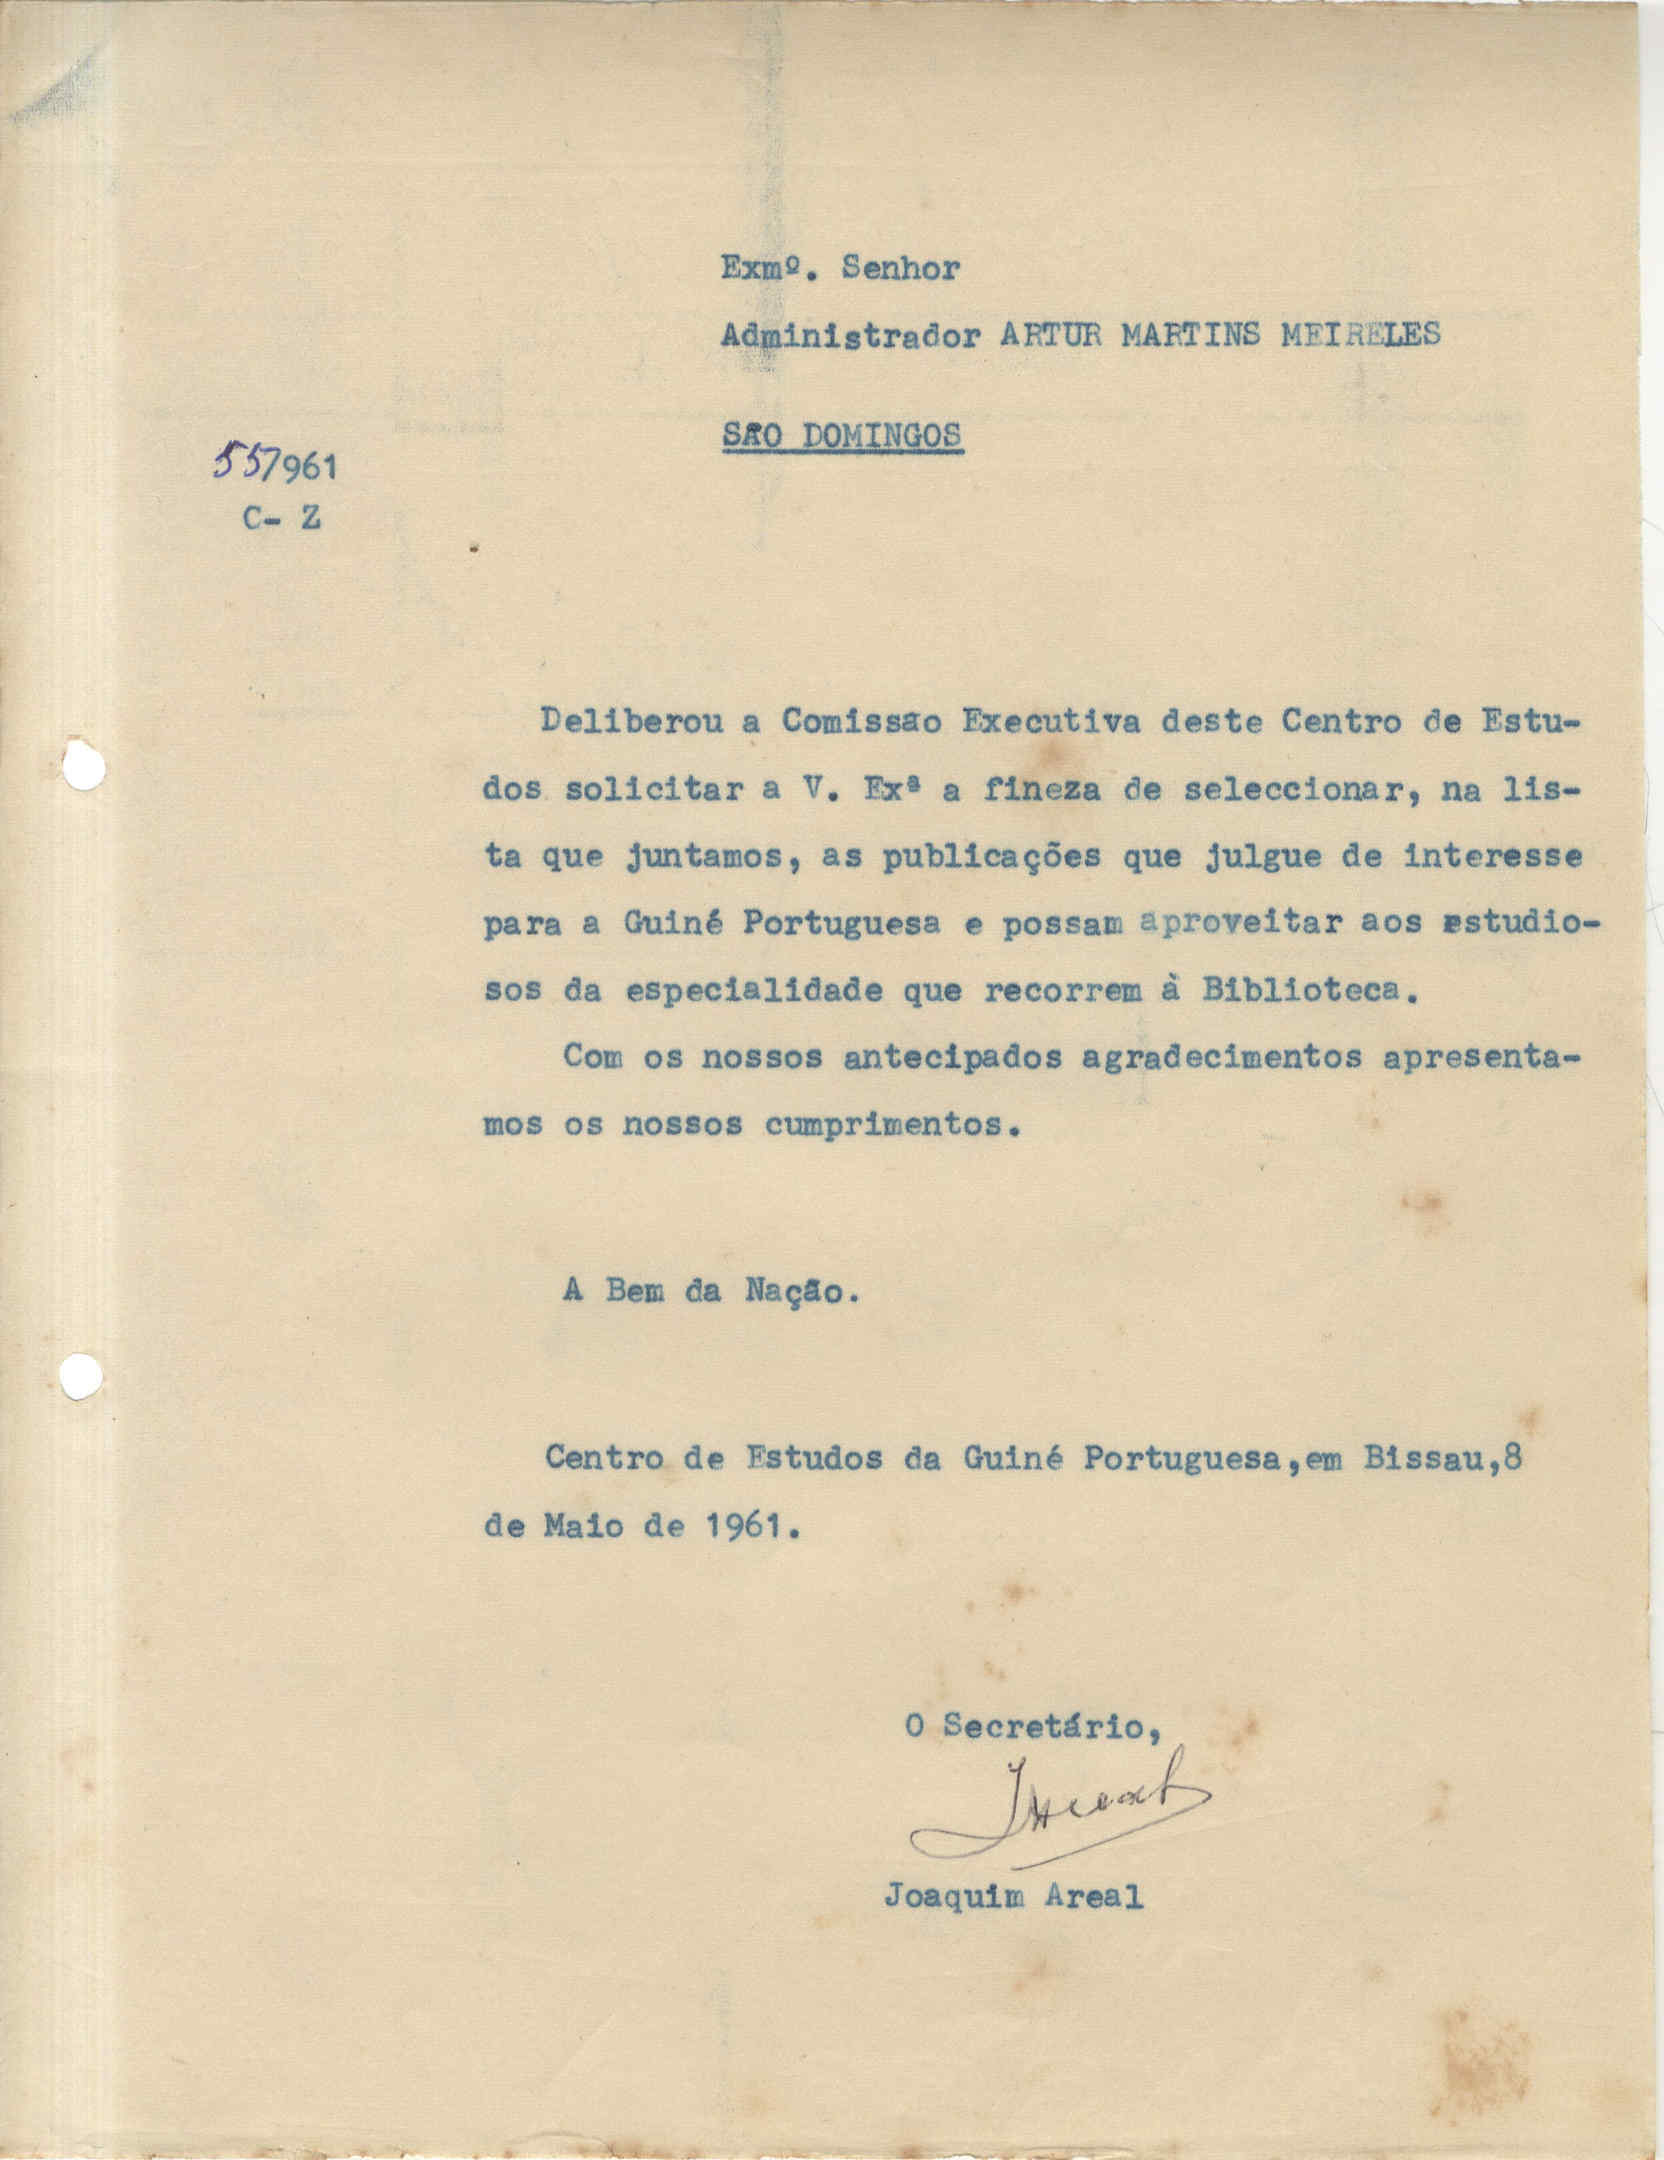 Exmº. Senhor
Administrador ARTUR MARTINS MEIRELES
SÃO DOMINGOS
55/961
C- Z
Deliberou a Comissão Executiva deste Centro de Estu-
dos solicitar a V. Exª a fineza de seleccionar, na lis-
ta que juntamos, as publicações que julgue de interesse
para a Guiné Portuguesa e possam aproveitar aos estudio-
sos da especialidade que recorrem à Biblioteca.
Com os nossos antecipados agradecimentos apresenta-
mos os nossos cumprimentos.
A Bem da Nação.
Centro de Estudos da Guiné Portuguesa,em Bissau,8
de Maio de 1961.
O Secretário,
JAreal
Joaquim Areal